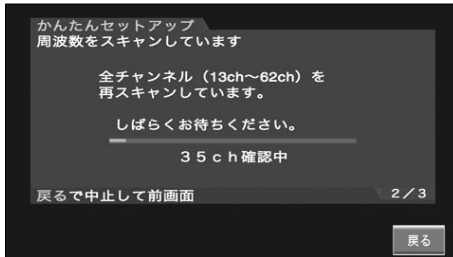 かんたんセットアップ
周波数をスキャンしています
全チャンネル（13ch～62ch）を
再スキャンしています。
しばらくお待ちください。
３５ｃｈ確認中
戻るで中止して前画面
２／３
戻る